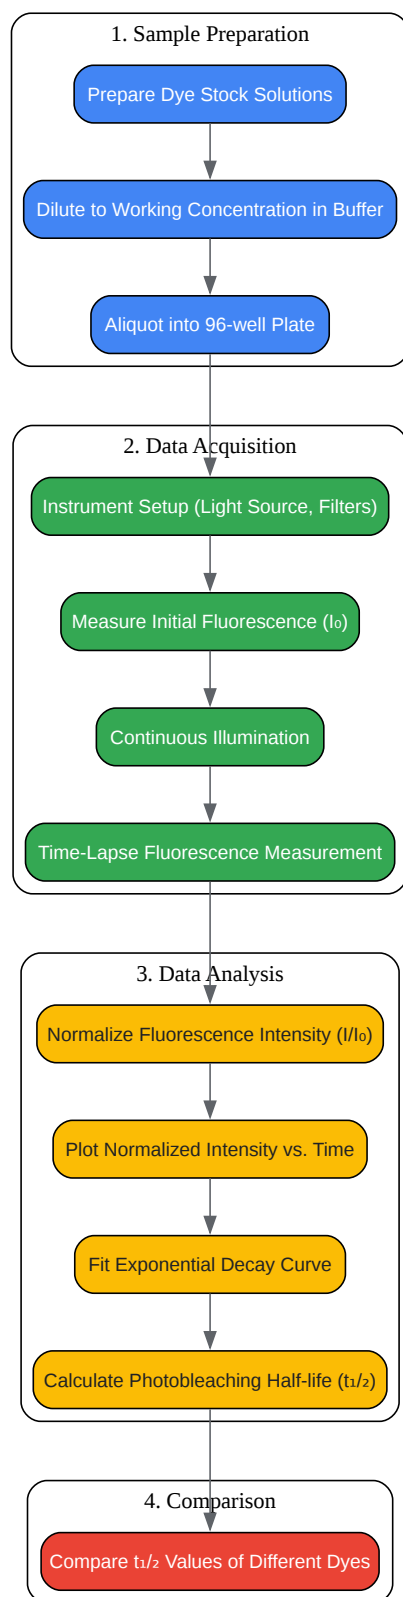 1. Sample Preparation
Prepare Dye Stock Solutions
Dilute to Working Concentration in Buffer
Aliquot into 96-well Plate
2. Data Acquisition
Instrument Setup (Light Source, Filters)
Measure Initial Fluorescence (I₀)
Continuous Illumination
Time-Lapse Fluorescence Measurement
3. Data Analysis
Normalize Fluorescence Intensity (I/I₀)
Plot Normalized Intensity vs. Time
Fit Exponential Decay Curve
Calculate Photobleaching Half-life (t₁/₂)
4. Comparison
Compare t₁/₂ Values of Different Dyes